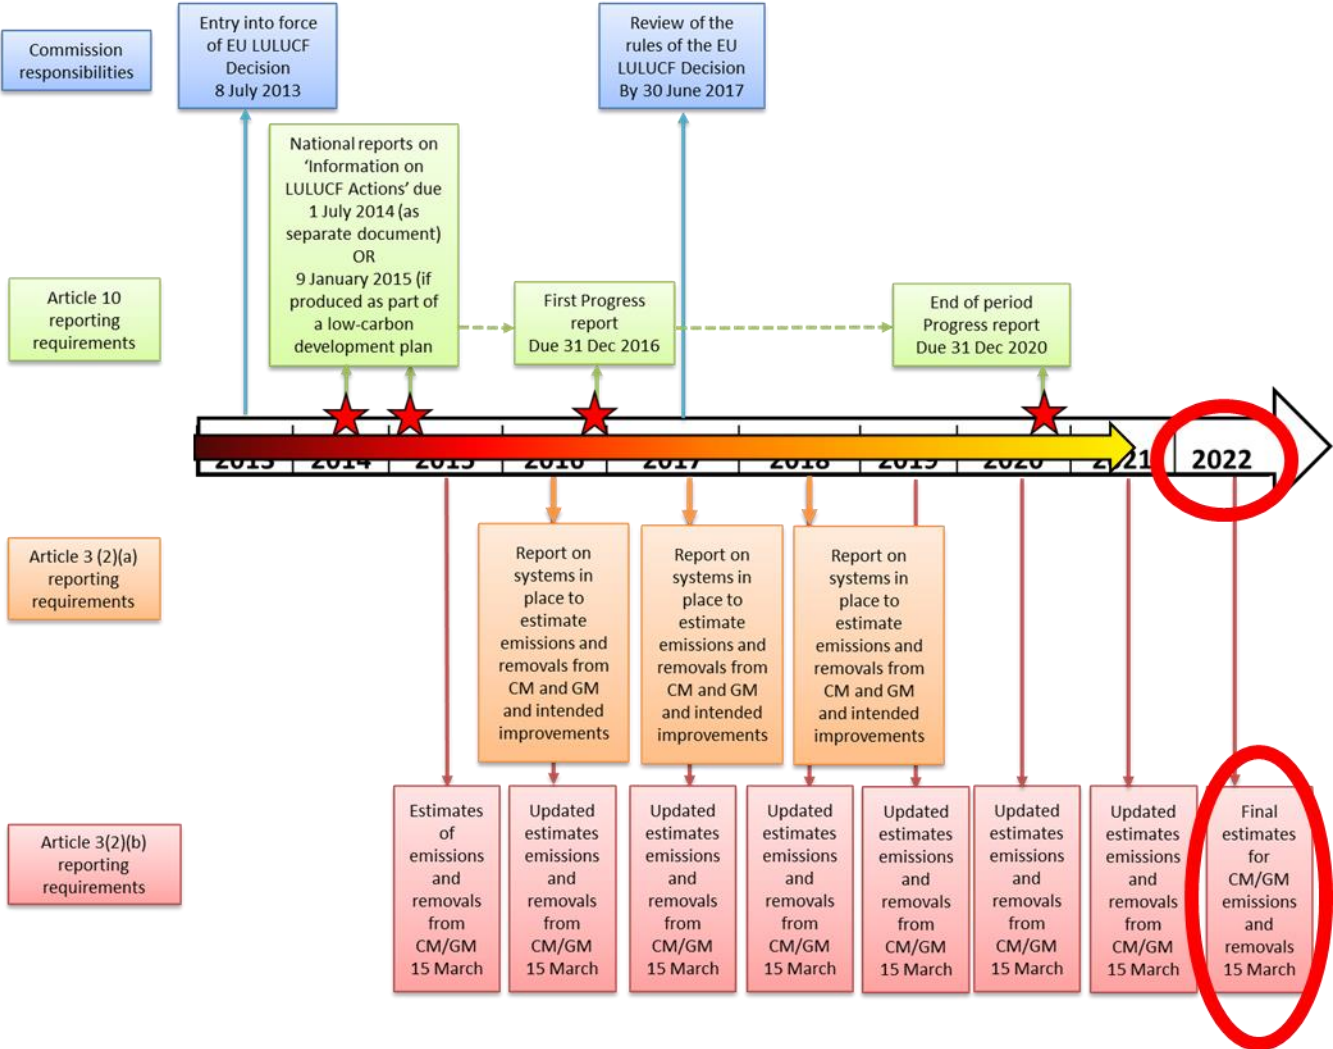 Commission
responsibilities
Entry into force
of EU LULUCF
Decision
8 July 2013
Review of the
rules of the EU
LULUCF Decision
By 30 June 2017
National reports on
‘Information on
LULUCF Actions’ due
1 July 2014 (as
separate document)
OR
9 January 2015 (if
produced as part of
a low-carbon
development plan
Article 10
reporting
requirements
First Progress
report
Due 31 Dec 2016
End of period
Progress report
Due 31 Dec 2020
2013 2014 2015 2016 2017 2018 2019 2020 2021 2022
Article 3 (2)(a)
reporting
requirements
Report on
systems in
place to
estimate
emissions and
removals from
CM and GM
and intended
improvements
Report on
systems in
place to
estimate
emissions and
removals from
CM and GM
and intended
improvements
Report on
systems in
place to
estimate
emissions and
removals from
CM and GM
and intended
improvements
Article 3(2)(b)
reporting
requirements
Estimates
of
emissions
and
removals
from
CM/GM
15 March
Updated
estimates
emissions
and
removals
from
CM/GM
15 March
Updated
estimates
emissions
and
removals
from
CM/GM
15 March
Updated
estimates
emissions
and
removals
from
CM/GM
15 March
Updated
estimates
emissions
and
removals
from
CM/GM
15 March
Updated
estimates
emissions
and
removals
from
CM/GM
15 March
Updated
estimates
emissions
and
removals
from
CM/GM
15 March
Final
estimates
for
CM/GM
emissions
and
removals
15 March